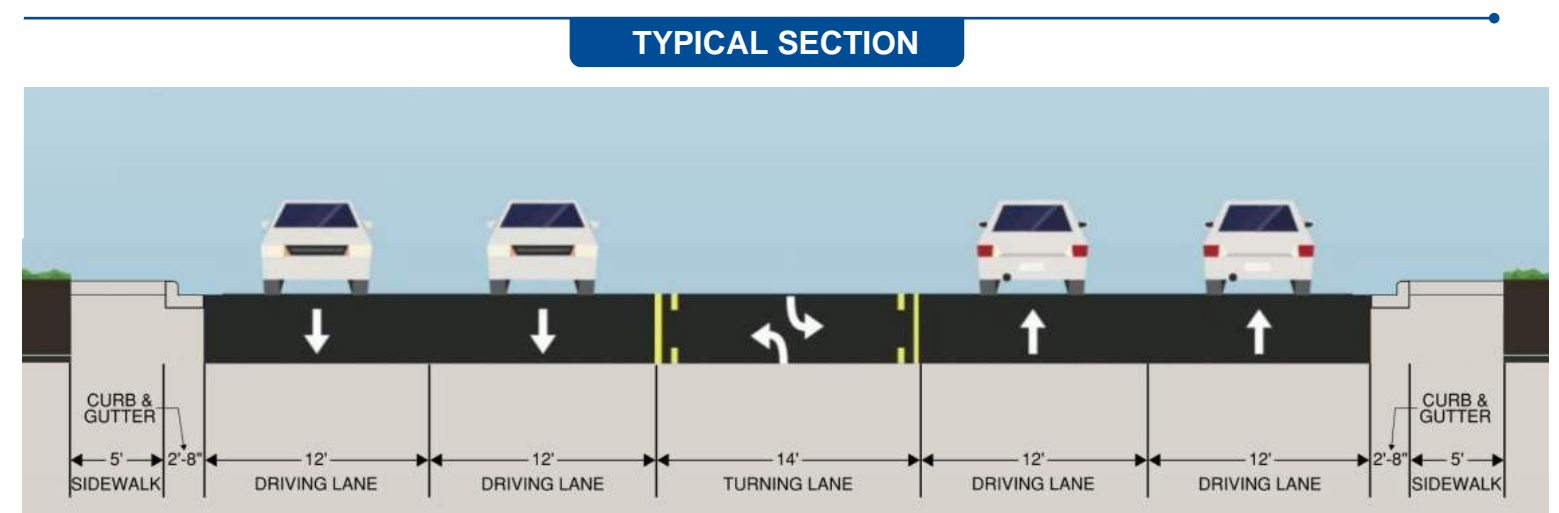 TYPICAL SECTION
CURB &
GUTTER
CURB &
GUTTER
5' 2'-8" 12' 12' 14' 12' 12' 2'-8" 5'
SIDEWALK DRIVING LANE DRIVING LANE TURNING LANE DRIVING LANE DRIVING LANE SIDEWALK